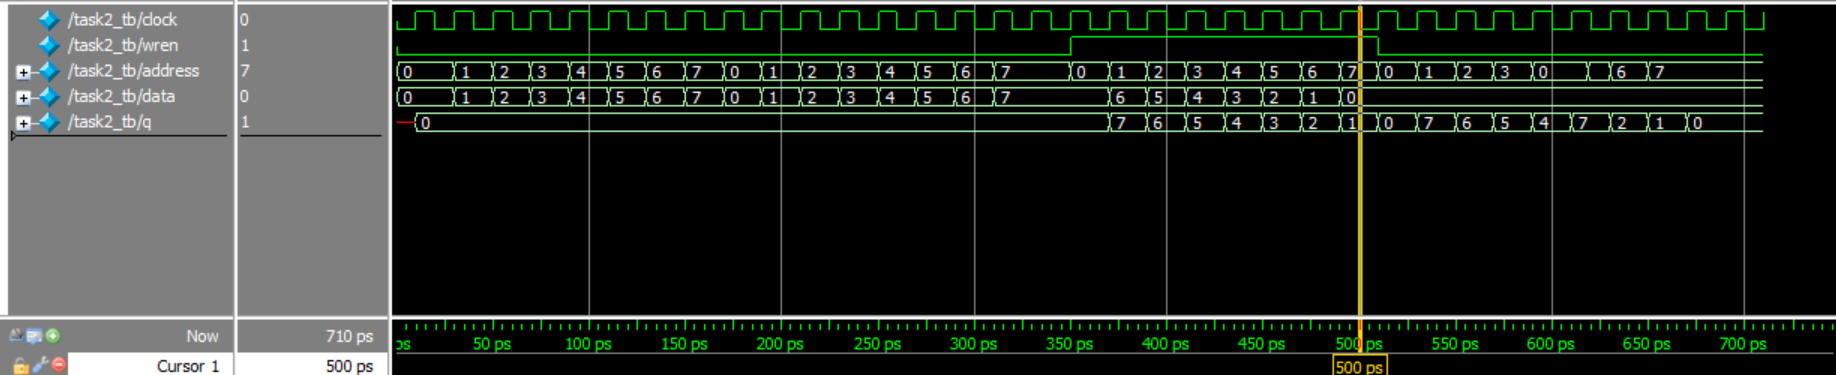 /task2_tb/clock 0
/task2_tb/wren 1
/task2_tb/address 7 0 1 2 3 4 5 6 7 0 1 2 3 4 5 6 7 0 1 2 3 4 5 6 7 0 1 2 3 0 6 7
/task2_tb/data 0 0 1 2 3 4 5 6 7 0 1 2 3 4 5 6 7 6 5 4 3 2 1 0
/task2_tb/q 1 0 7 6 5 4 3 2 1 0 7 6 5 4 7 2 1 0
Now 710 ps ps 50 ps 100 ps 150 ps 200 ps 250 ps 300 ps 350 ps 400 ps 450 ps 500 ps 550 ps 600 ps 650 ps 700 ps
Cursor 1 500 ps 500 ps